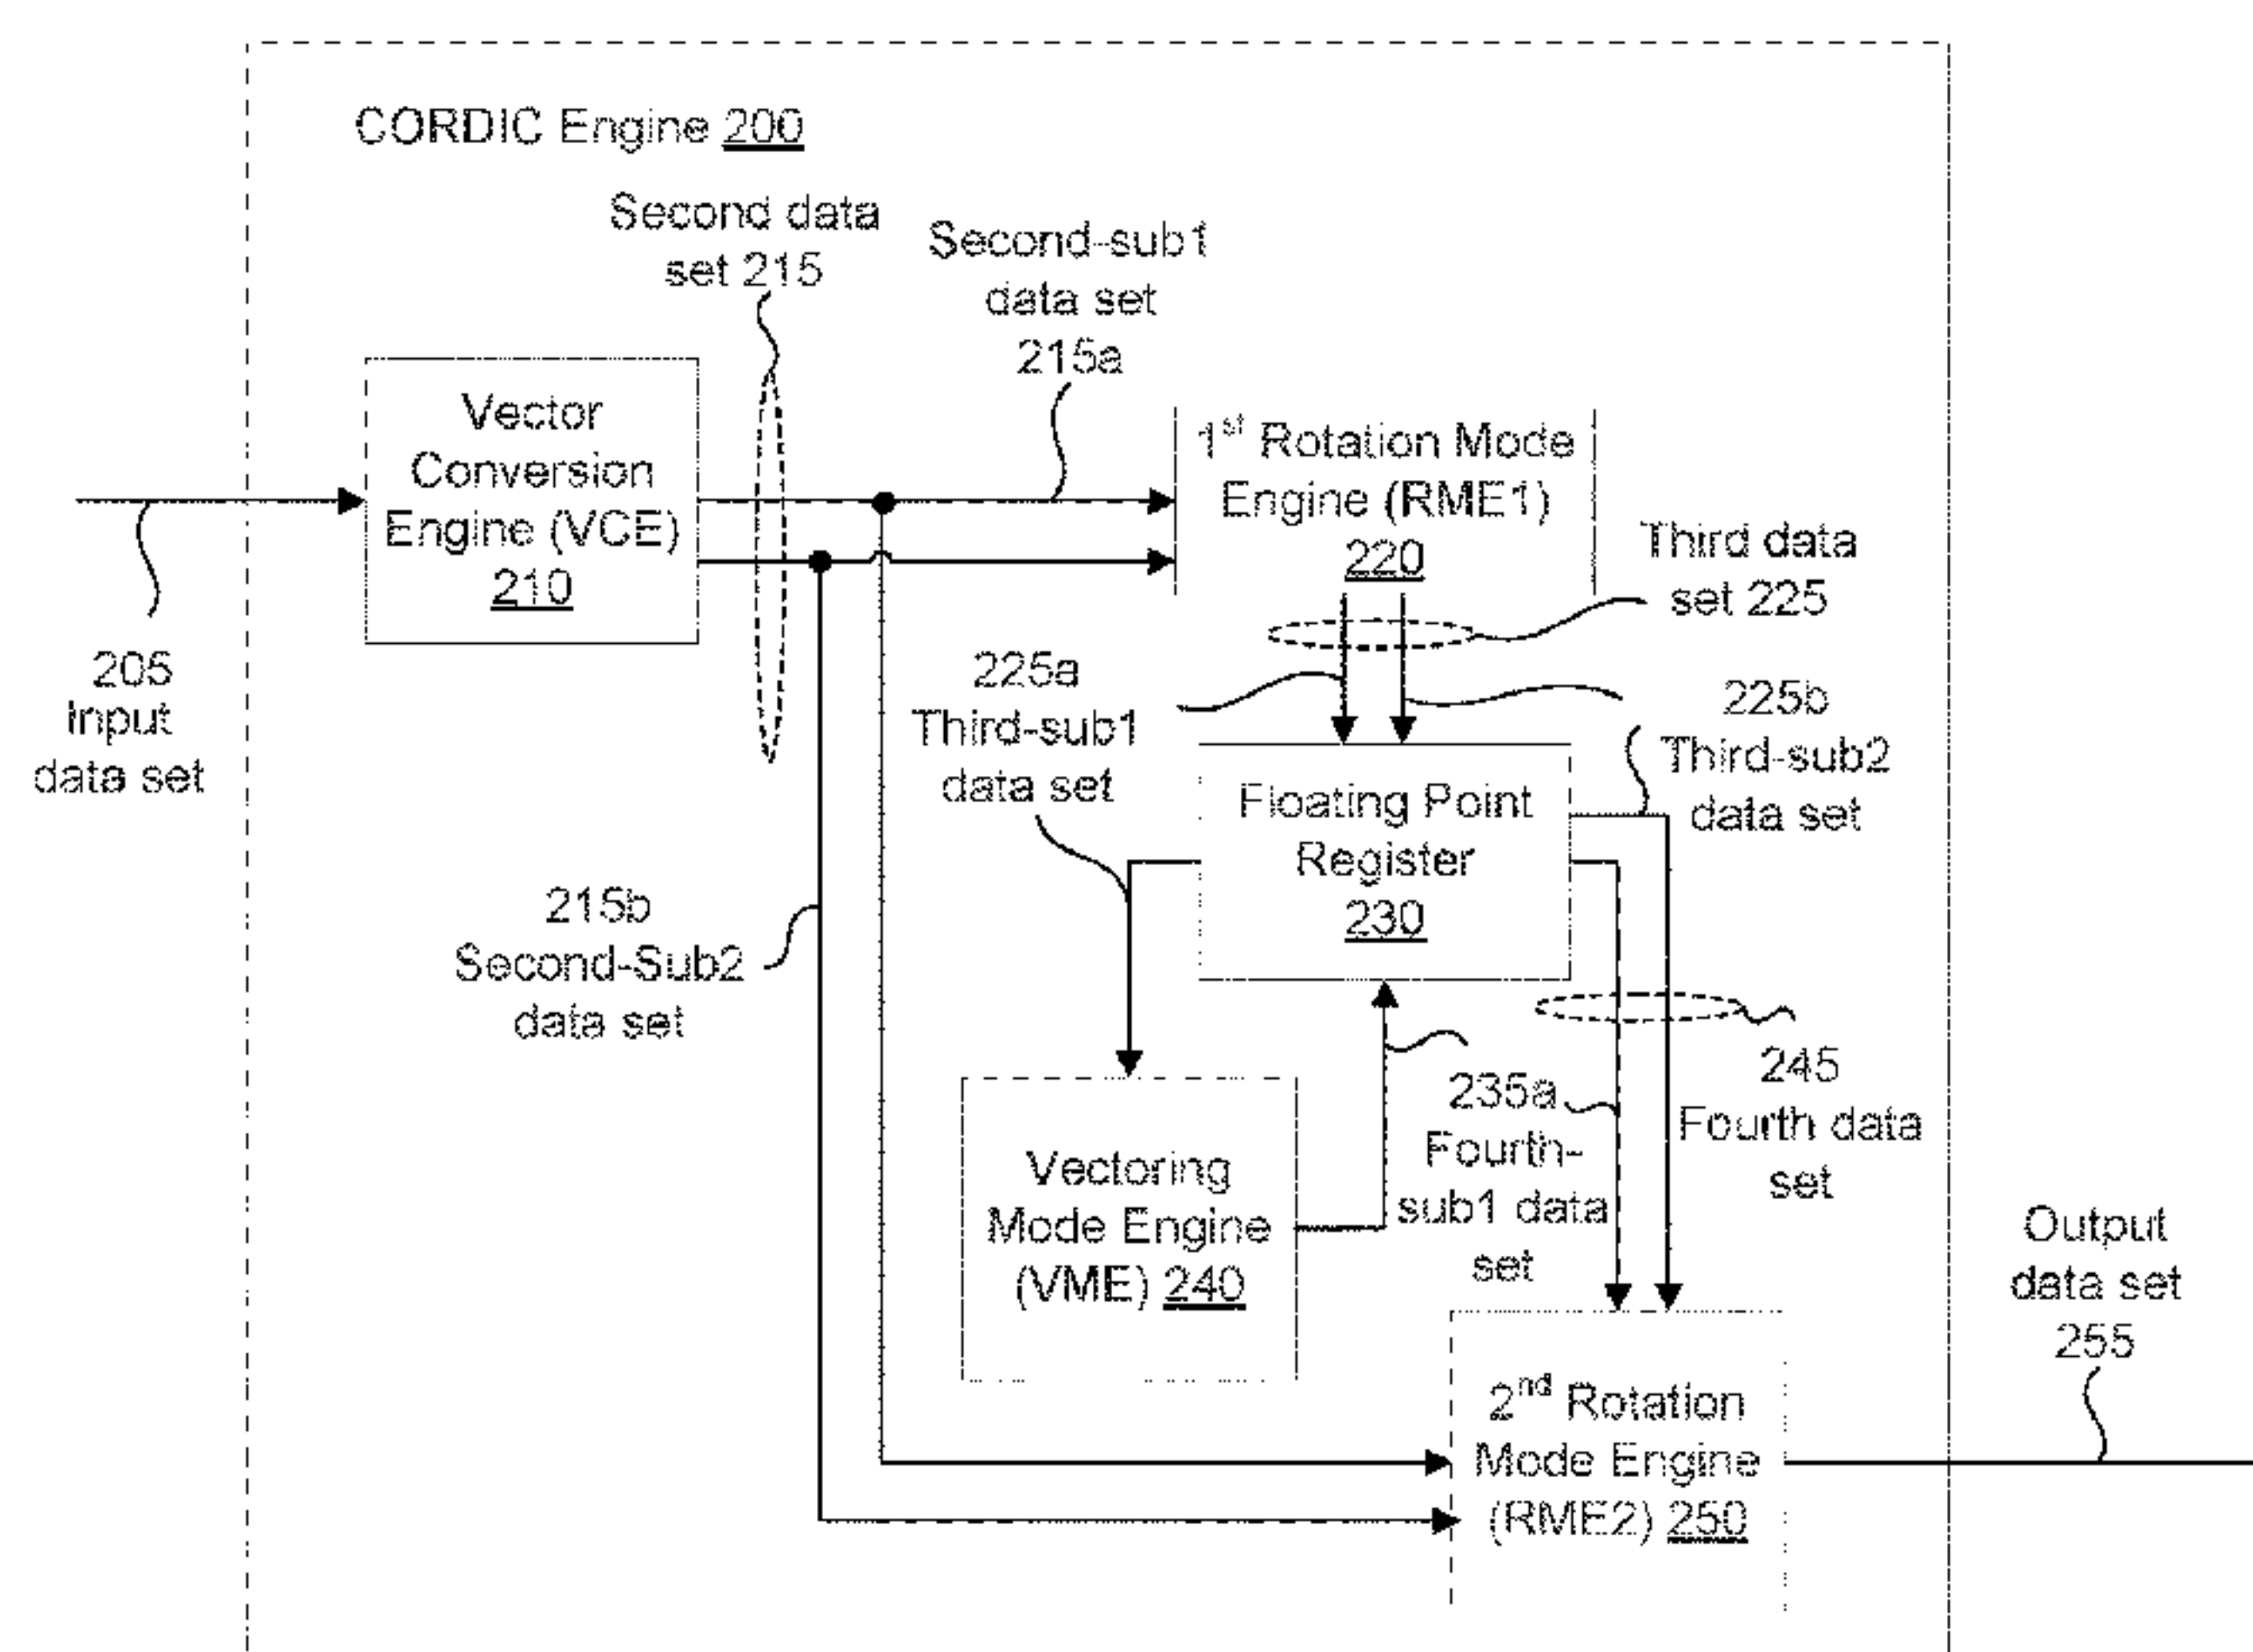 CORDIC Engine 200
Second data
set 215
Second-sub1
data set
215a
Vector
Conversion
Engine (VCE)
210
1st Rotation Mode
Engine (RME1)
220
Third data
set 225
205
Input
data set
225a
Third-sub1
data set
225b
Third-sub2
data set
Floating Point
Register
230
215b
Second-Sub2
data set
235a
Fourth-
sub1 data
set
245
Fourth data
set
Vectoring
Mode Engine
(VME) 240
Output
data set
255
2nd Rotation
Mode Engine
(RME2) 250